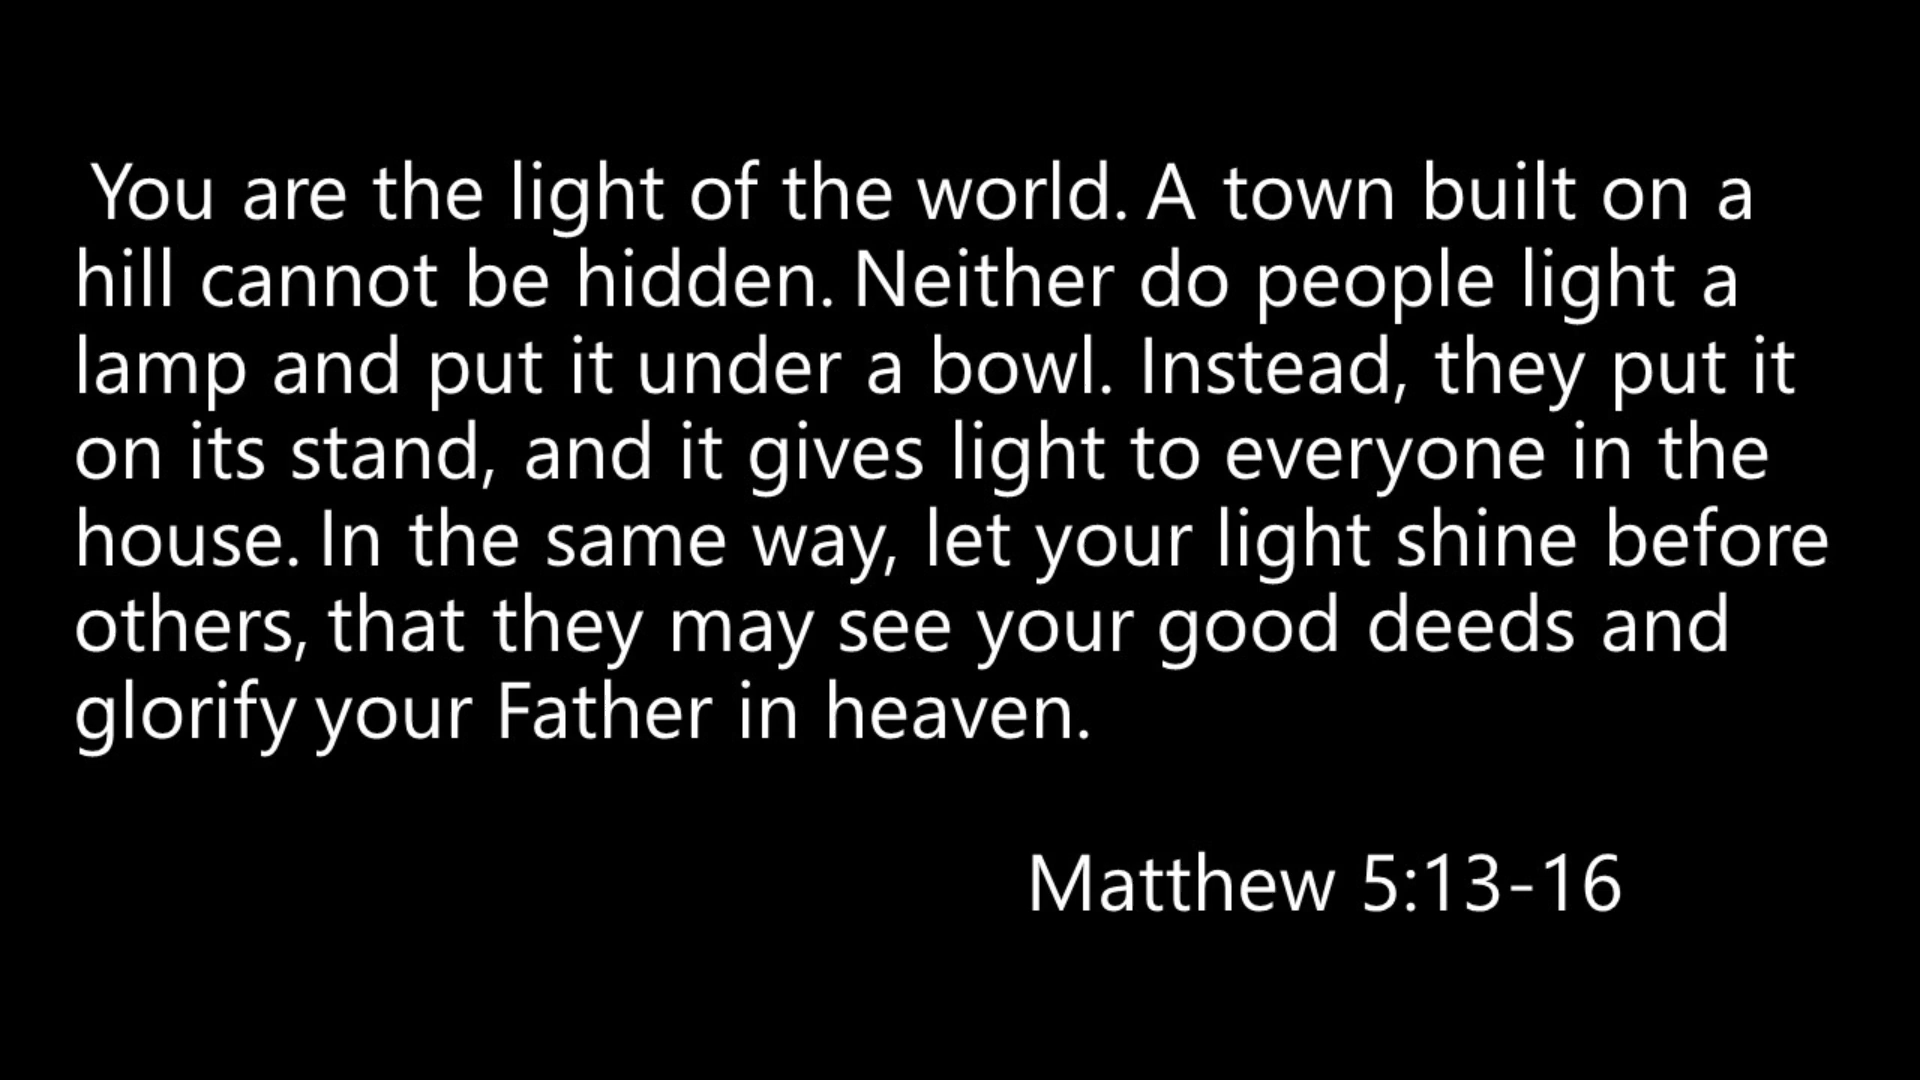 You are the light of the world. A town built on a
hill cannot be hidden. Neither do people light a
lamp and put it under a bowl. Instead, they put it
on its stand, and it gives light to everyone in the
house. In the same way, let your light shine before
others, that they may see your good deeds and
glorify your Father in heaven.
Matthew 5:13-16